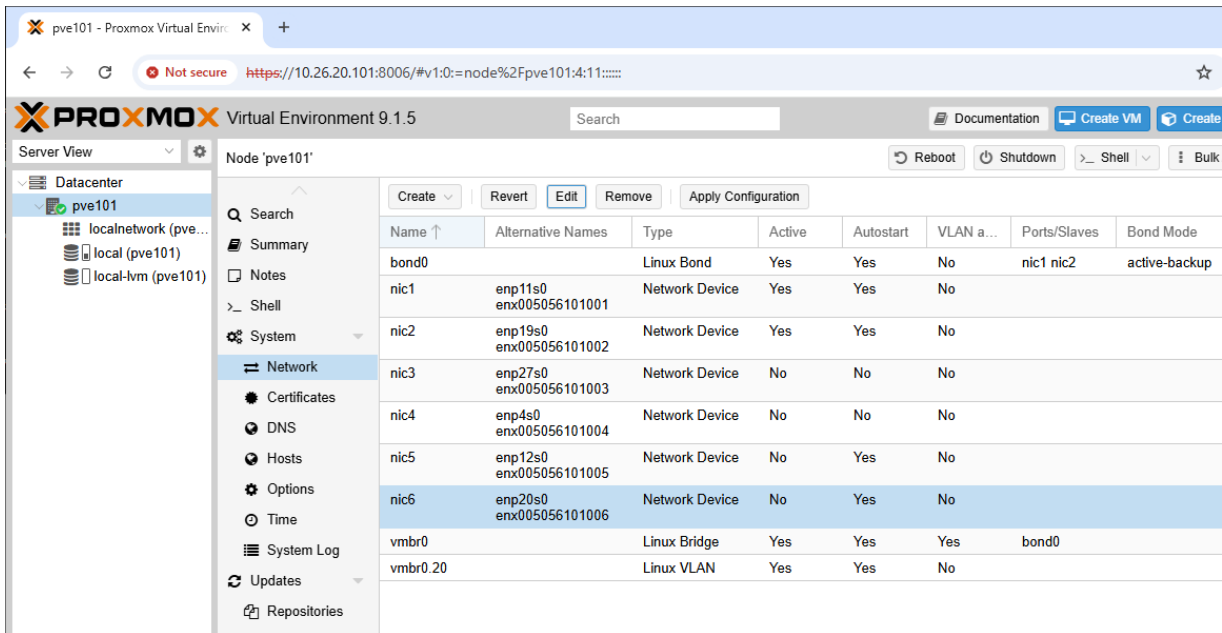 pve101 - Proxmox Virtual Enviro
Not secure https://10.26.20.101:8006/#v1:0:=node%2Fpve101:4:11::::::
PROXMOX Virtual Environment 9.1.5 Search Documentation Create VM Create
Server View Node 'pve101' Reboot Shutdown >_ Shell Bulk
Datacenter
pve101
localnetwork (pve...
local (pve101)
local-lvm (pve101)
Search
Summary
Notes
>_ Shell
System
Network
Certificates
DNS
Hosts
Options
Time
System Log
Updates
Repositories
Create Revert Edit Remove Apply Configuration
Name ↑ Alternative Names Type Active Autostart VLAN a... Ports/Slaves Bond Mode
bond0 Linux Bond Yes Yes No nic1 nic2 active-backup
nic1 enp11s0 Network Device Yes Yes No
enx005056101001
nic2 enp19s0 Network Device Yes Yes No
enx005056101002
nic3 enp27s0 Network Device No No No
enx005056101003
nic4 enp4s0 Network Device No No No
enx005056101004
nic5 enp12s0 Network Device No Yes No
enx005056101005
nic6 enp20s0 Network Device No Yes No
enx005056101006
vmbr0 Linux Bridge Yes Yes Yes bond0
vmbr0.20 Linux VLAN Yes Yes No